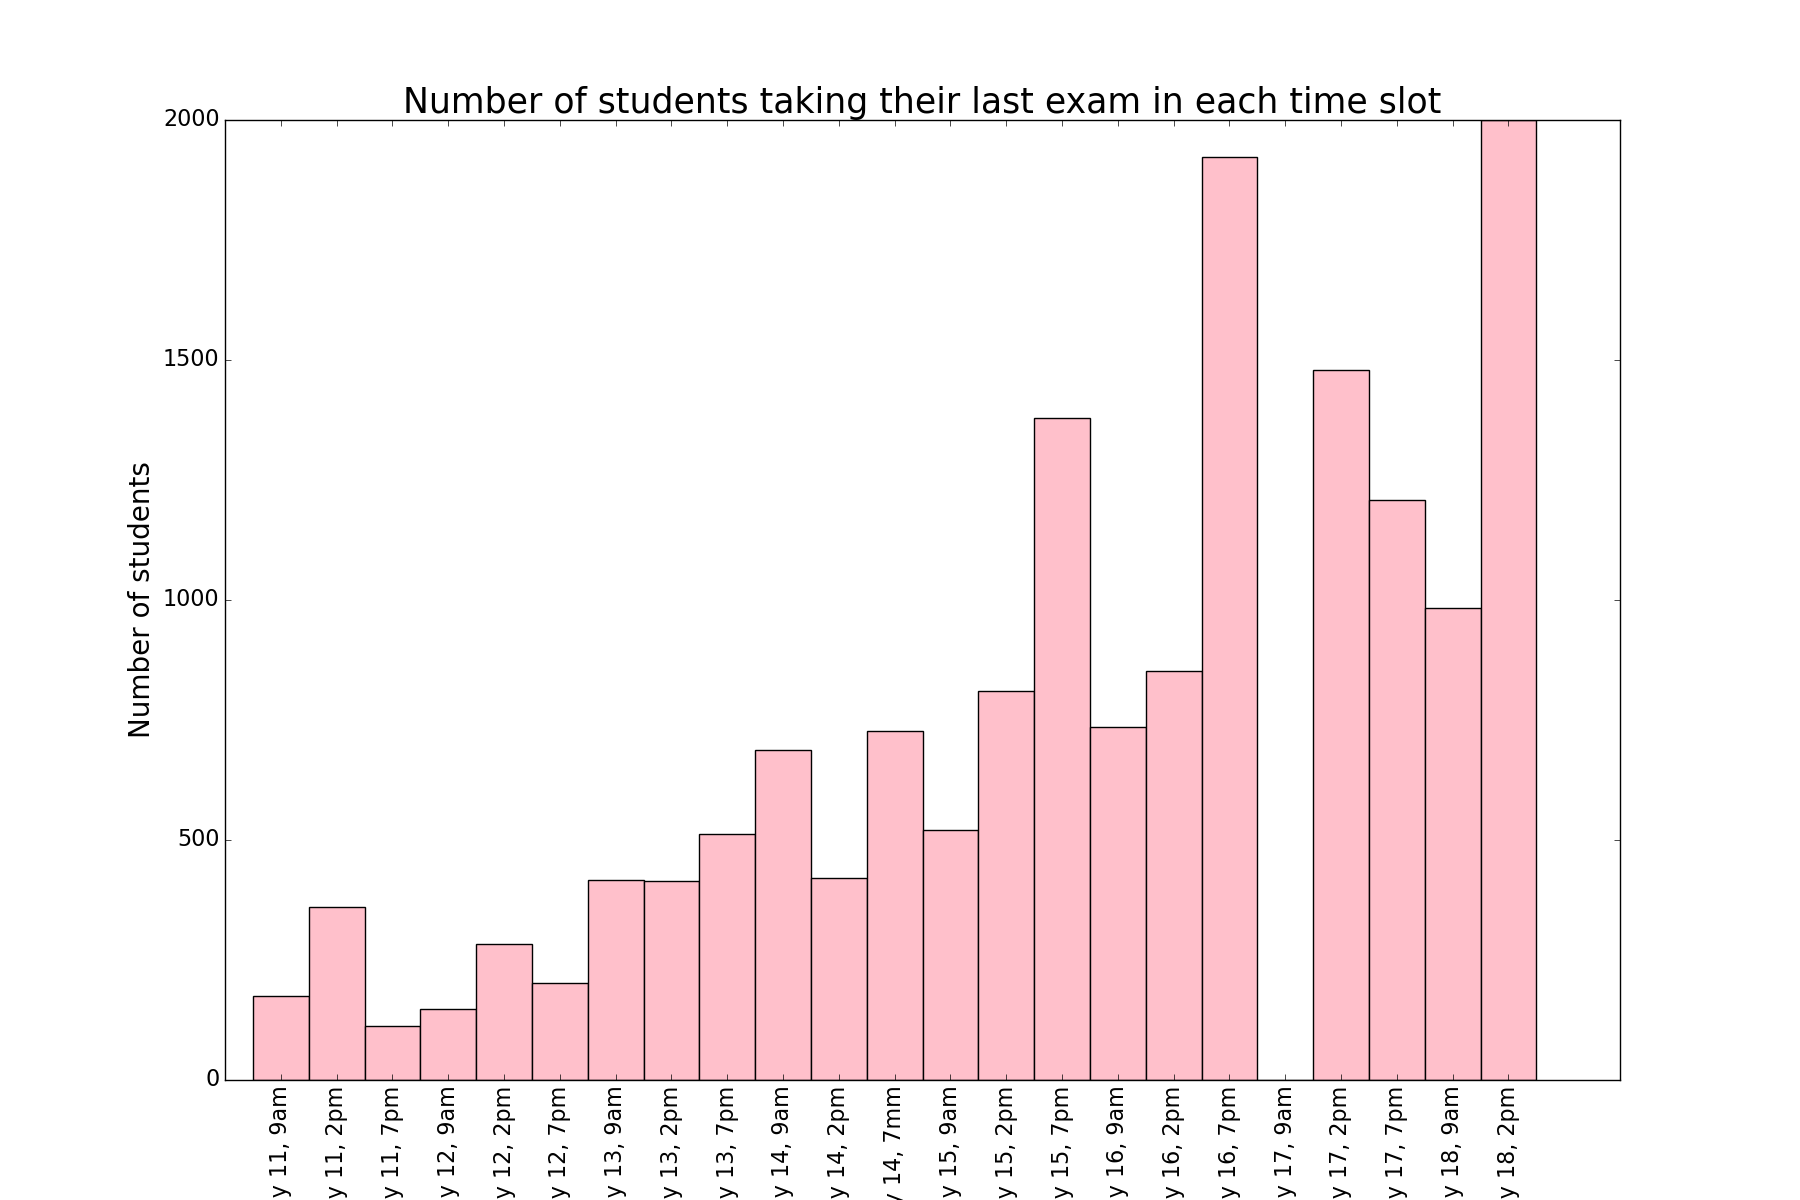 Number of students taking their last exam in each time slot
Number of students
2000
1500
1000
500
0
y 11, 9am
y 11, 2pm
y 11, 7pm
y 12, 9am
y 12, 2pm
y 12, 7pm
y 13, 9am
y 13, 2pm
y 13, 7pm
y 14, 9am
y 14, 2pm
y 14, 7mm
y 15, 9am
y 15, 2pm
y 15, 7pm
y 16, 9am
y 16, 2pm
y 16, 7pm
y 17, 9am
y 17, 2pm
y 17, 7pm
y 18, 9am
y 18, 2pm